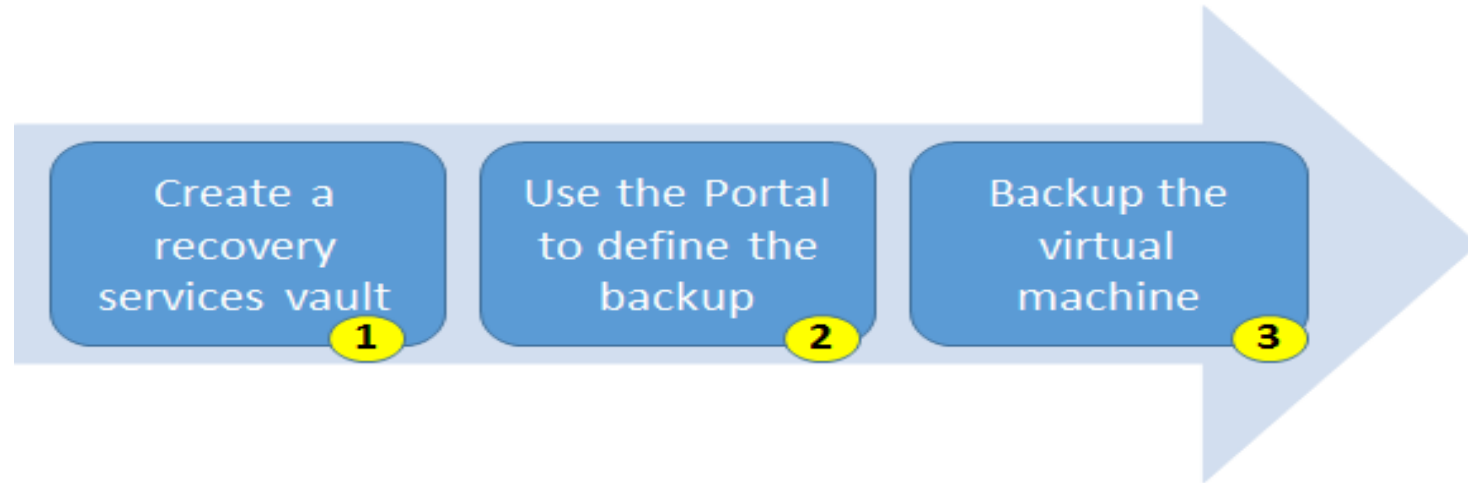 Create a
recovery
services vault
1
Use the Portal
to define the
backup
2
Backup the
virtual
machine
3